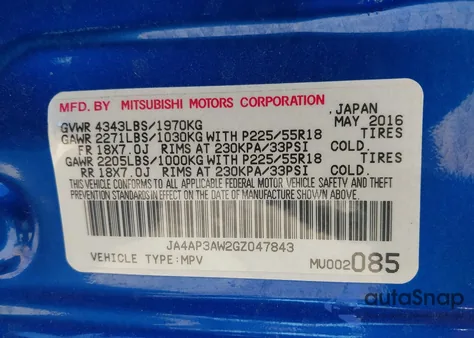 MFD. BY MITSUBISHI MOTORS CORPORATION JAPAN
GVWR 4343LBS/1970KG MAY 2016
GAWR 2271LBS/1030KG WITH P225/55R18 TIRES
FR 18X7.0J RIMS AT 230KPA/33PSI COLD.
GAWR 2205LBS/1000KG WITH P225/55R18 TIRES
RR 18X7.0J RIMS AT 230KPA/33PSI COLD.
THIS VEHICLE CONFORMS TO ALL APPLICABLE FEDERAL MOTOR VEHICLE SAFETY AND THEFT
PREVENTION STANDARDS IN EFFECT ON THE DATE OF MANUFACTURE SHOWN ABOVE.
JA4AP3AW2GZ047843
VEHICLE TYPE:MPV MU002085
autoSnap